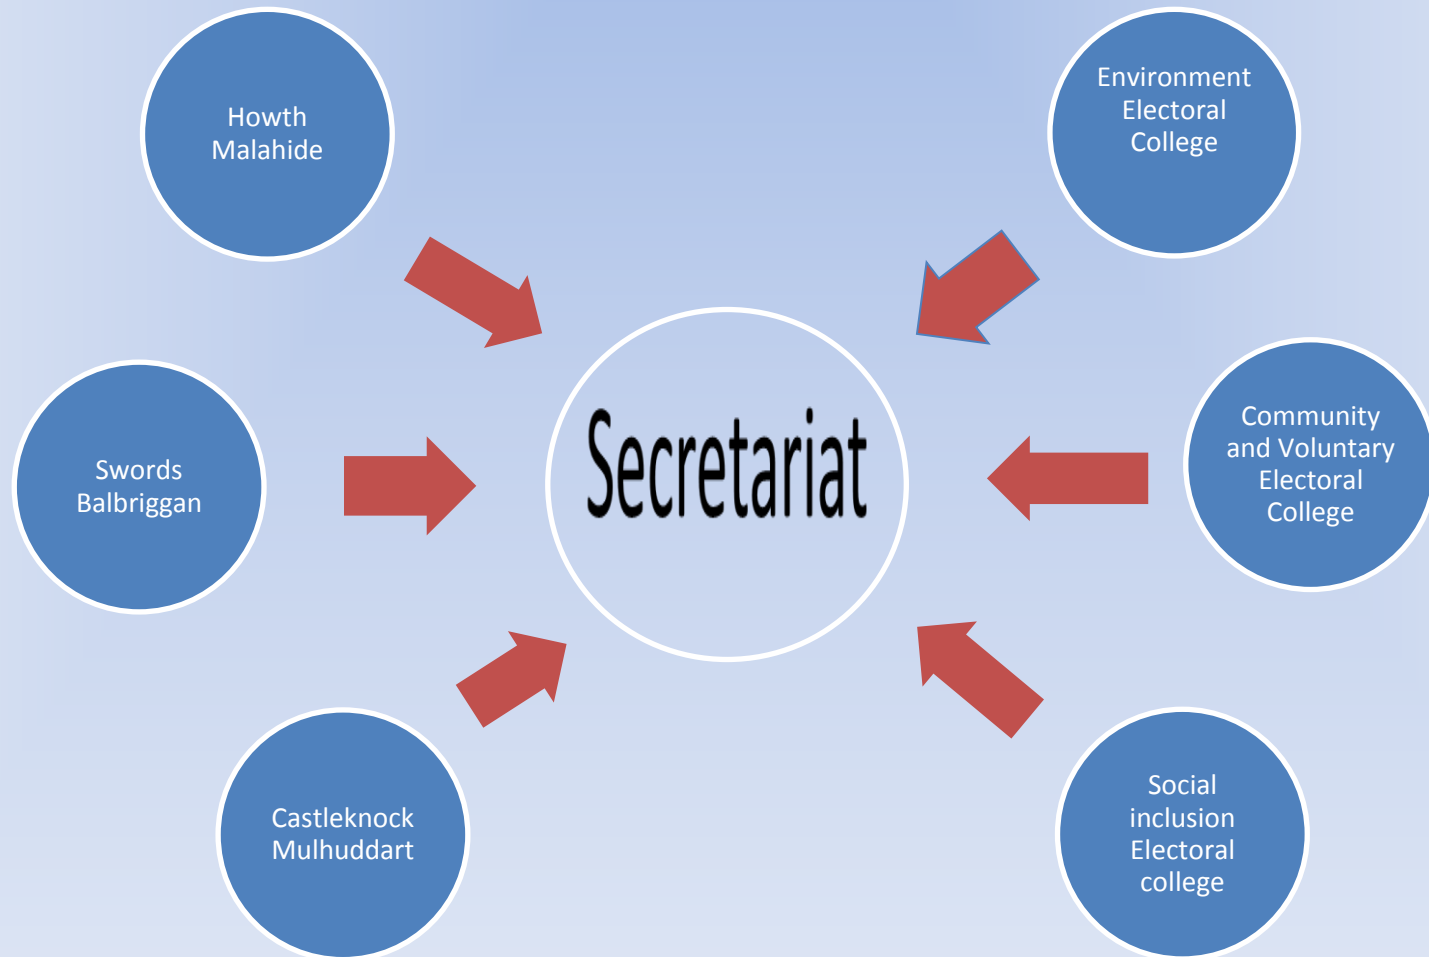 Howth
Malahide
Environment
Electoral
College
Swords
Balbriggan
Secretariat
Community
and Voluntary
Electoral
College
Castleknock
Mulhuddart
Social
inclusion
Electoral
college